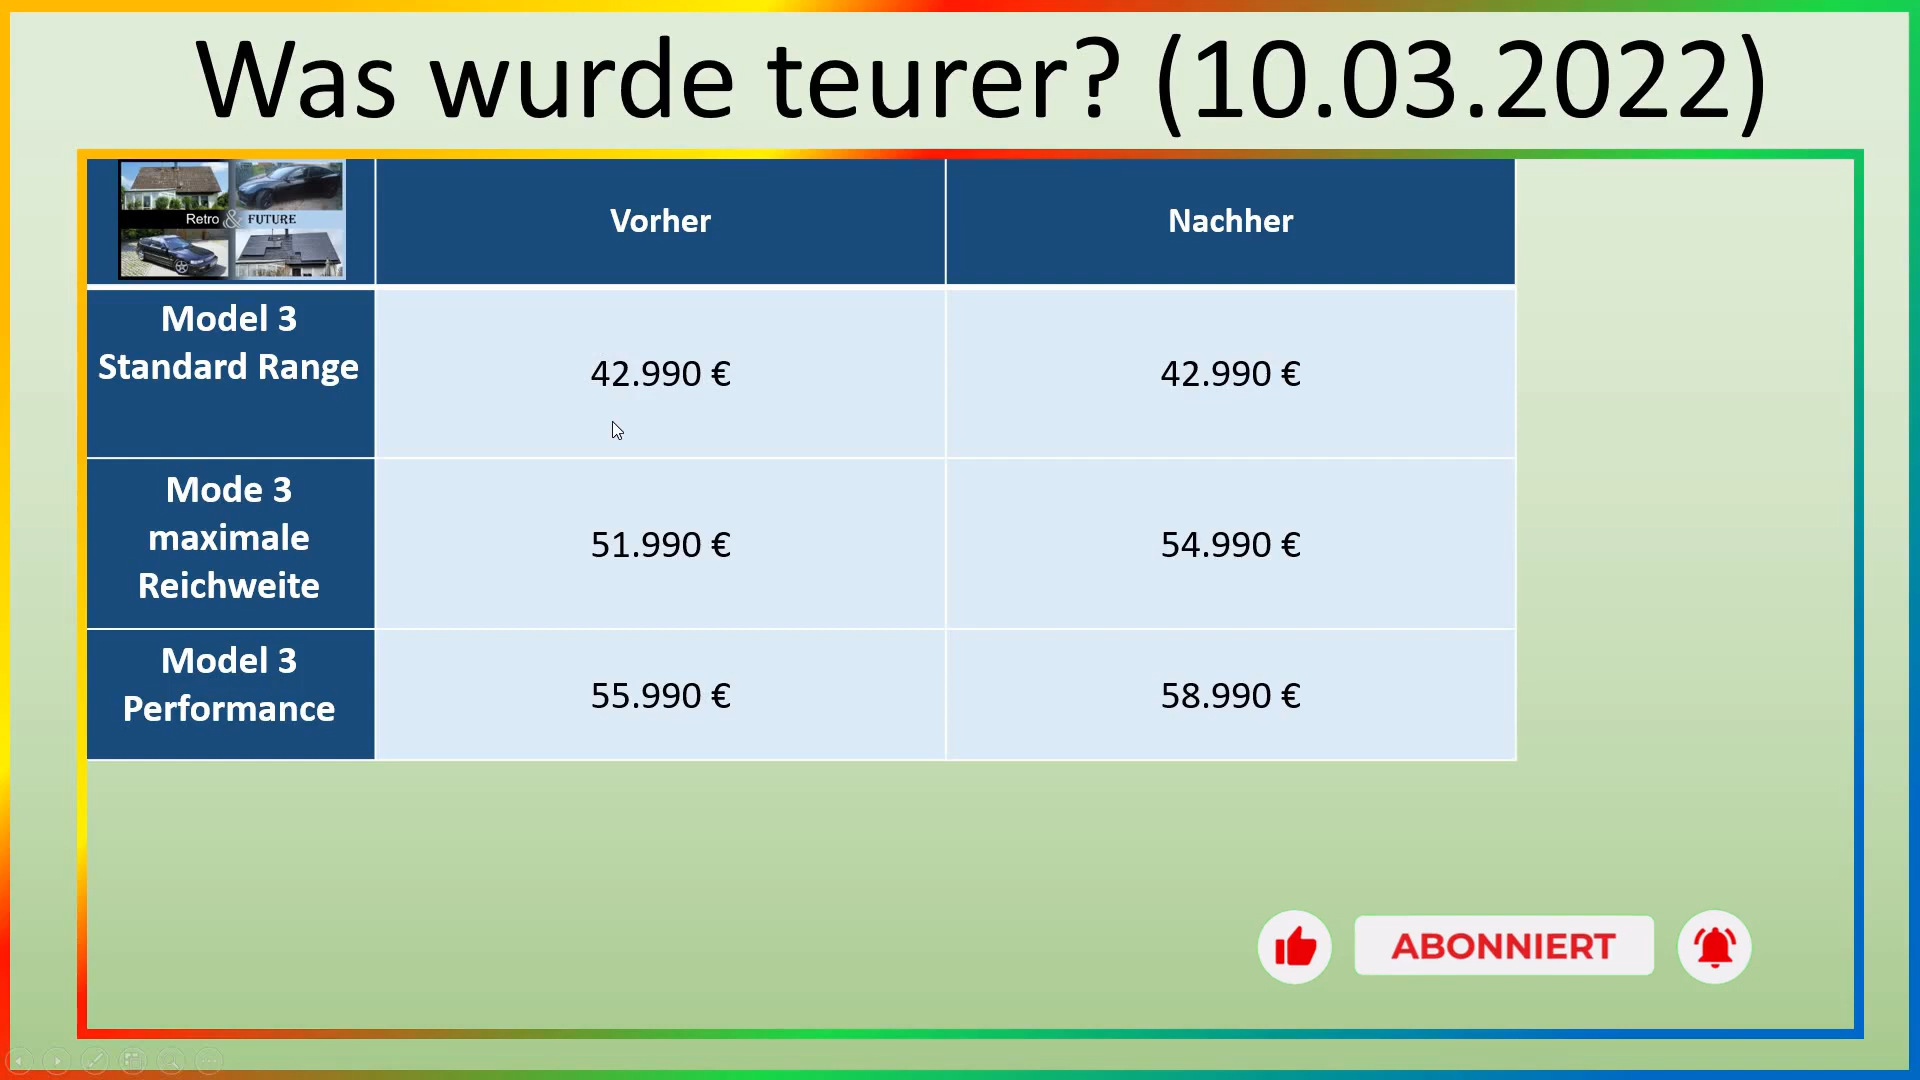 Was wurde teurer? (10.03.2022)
Retro & FUTURE
Vorher
Nachher
Model 3
Standard Range
42.990 €
42.990 €
Mode 3
maximale
Reichweite
51.990 €
54.990 €
Model 3
Performance
55.990 €
58.990 €
ABONNIERT